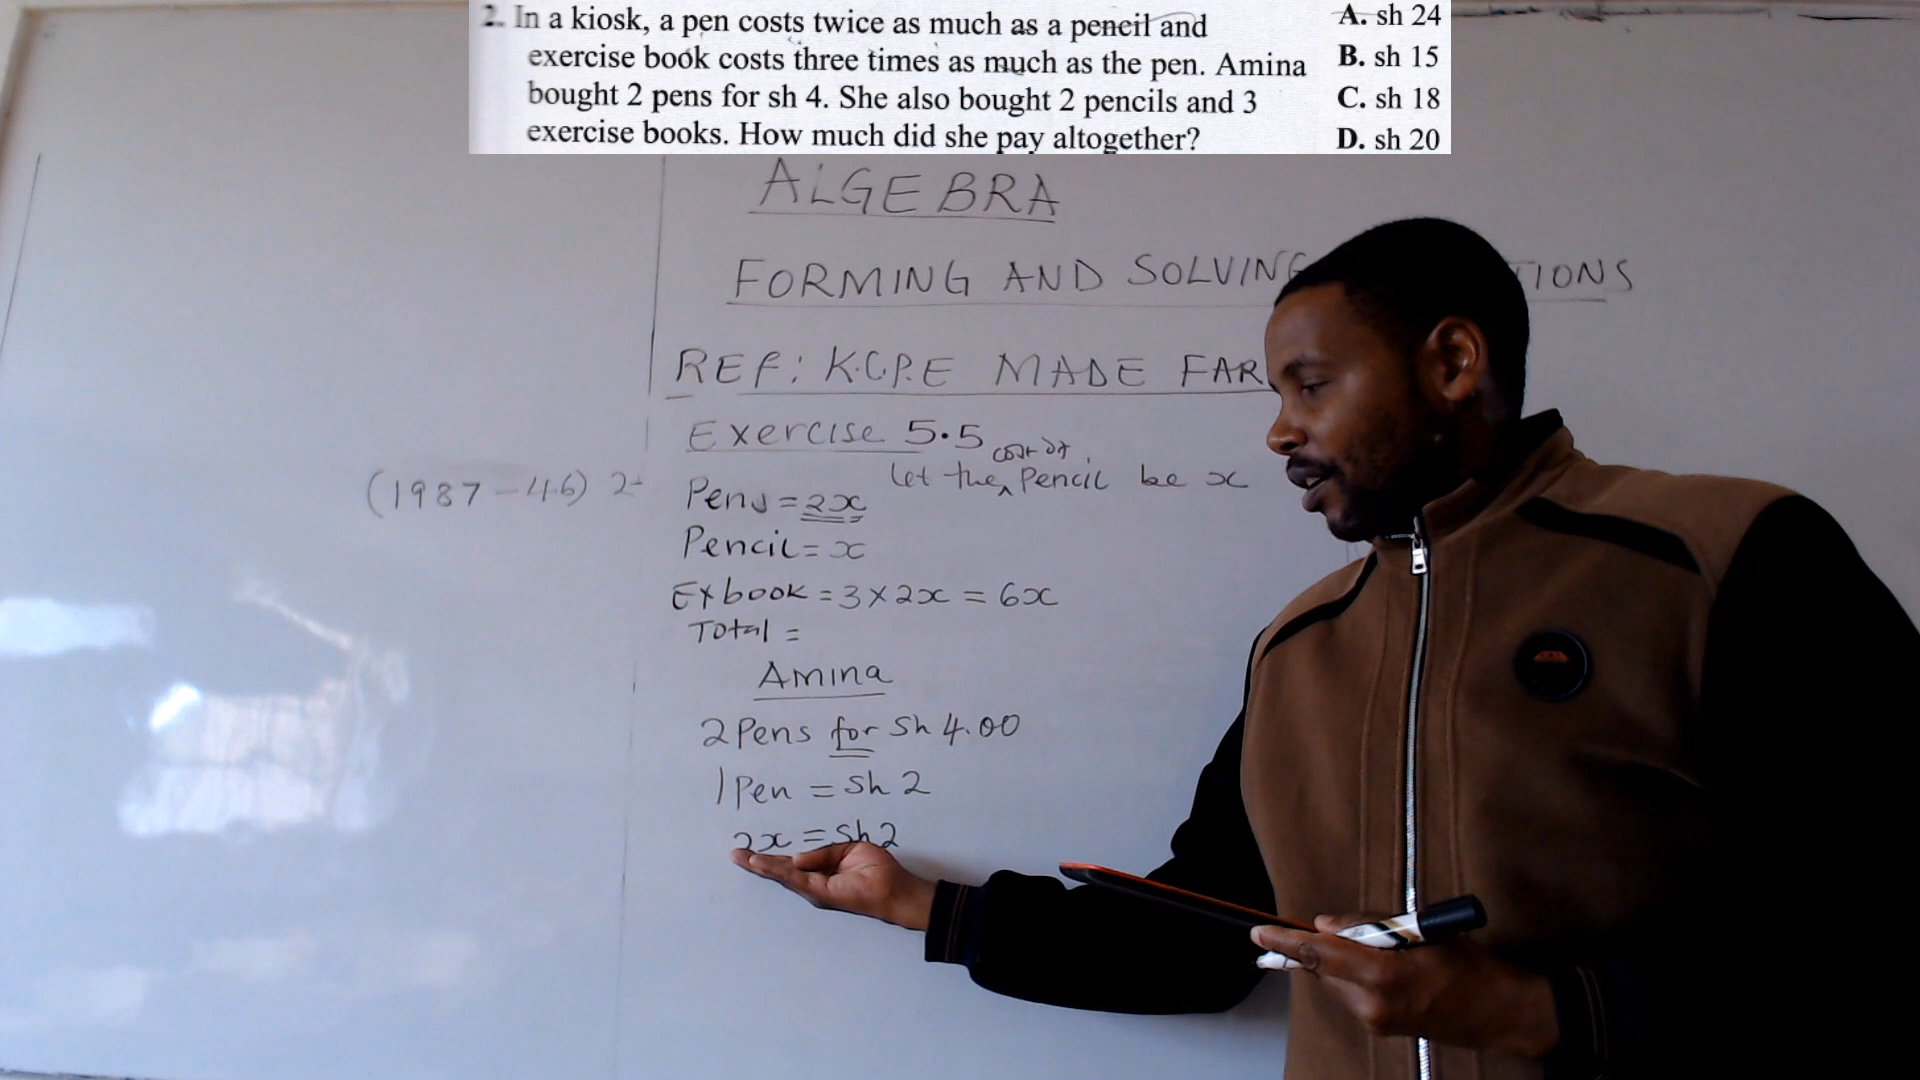 2. In a kiosk, a pen costs twice as much as a pencil and
exercise book costs three times as much as the pen. Amina
bought 2 pens for sh 4. She also bought 2 pencils and 3
exercise books. How much did she pay altogether?
A. sh 24
B. sh 15
C. sh 18
D. sh 20
ALGEBRA
FORMING AND SOLVING TIONS
REF: K.C.P.E MADE FAR
Exercise 5.5
cost of
let the ^ Pencil be x
(1987 - 46) 2-
Pens = 2x
Pencil = x
Ex book = 3 x 2x = 6x
Total =
Amina
2 Pens for Sh 4.00
1 Pen = Sh 2
2x = Sh 2